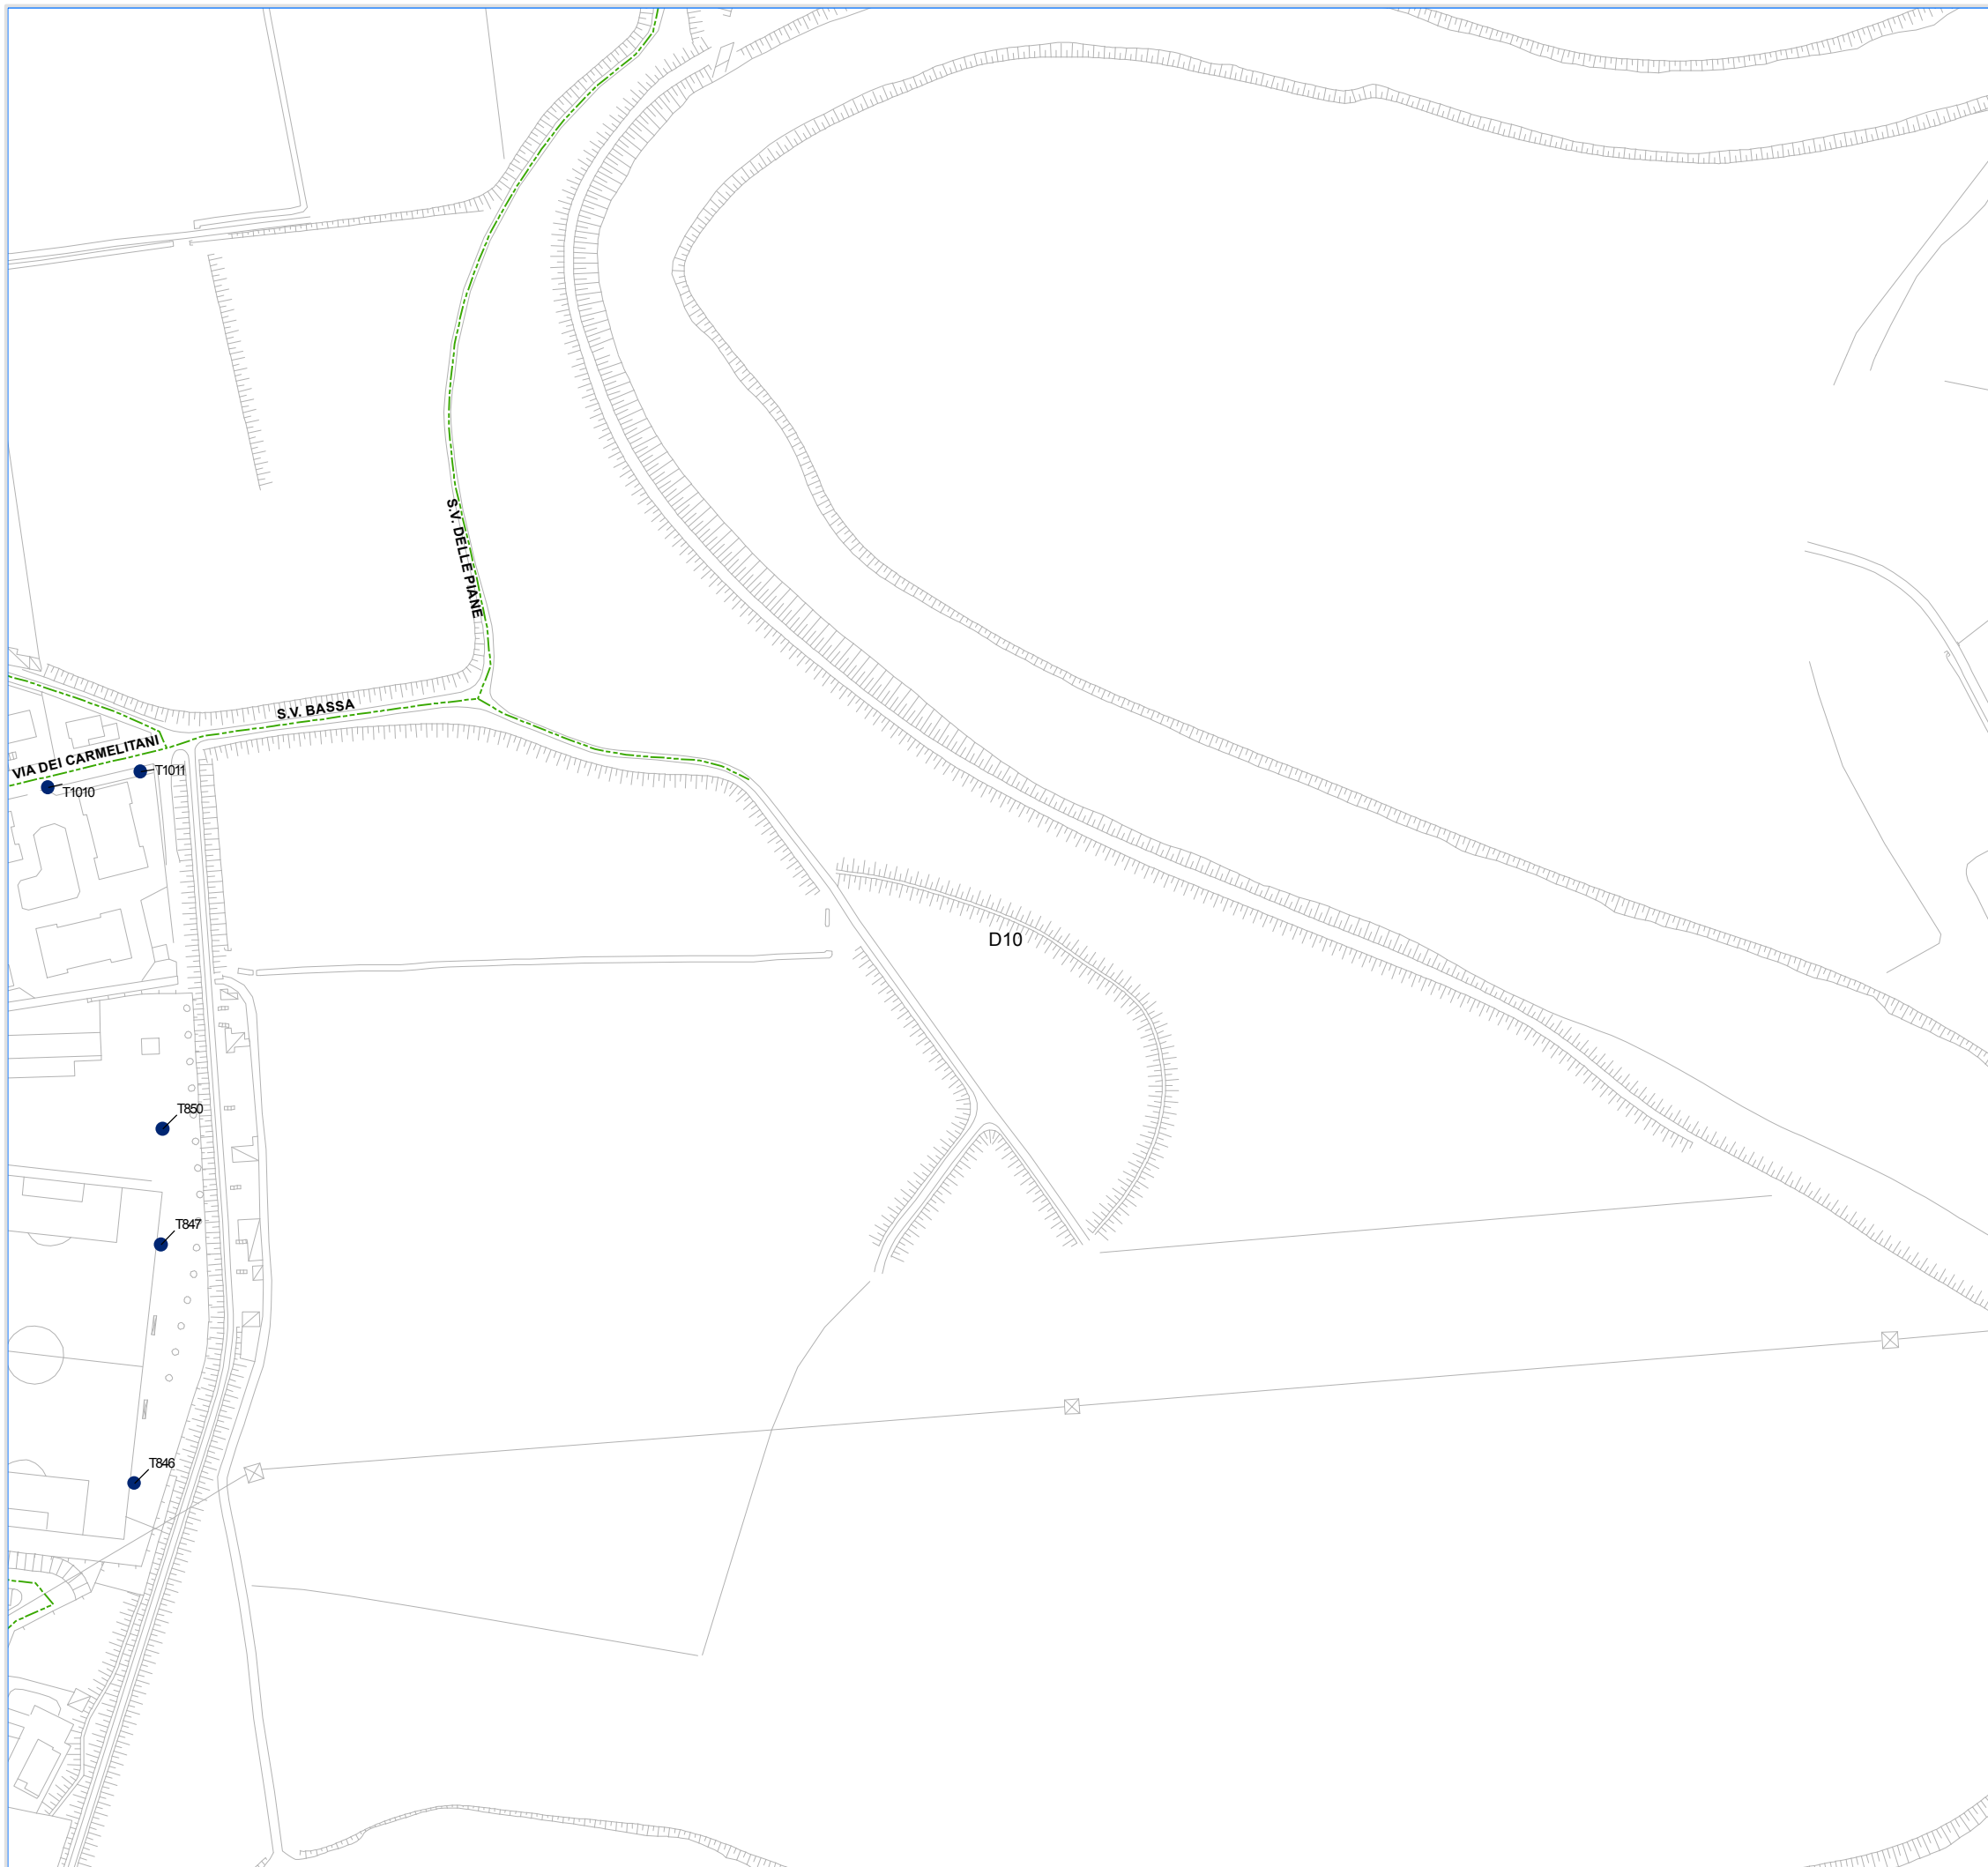 S.V. DELLE PIANE
S.V. BASSA
VIA DEI CARMELITANI
T1011
T1010
D10
T850
T847
T846